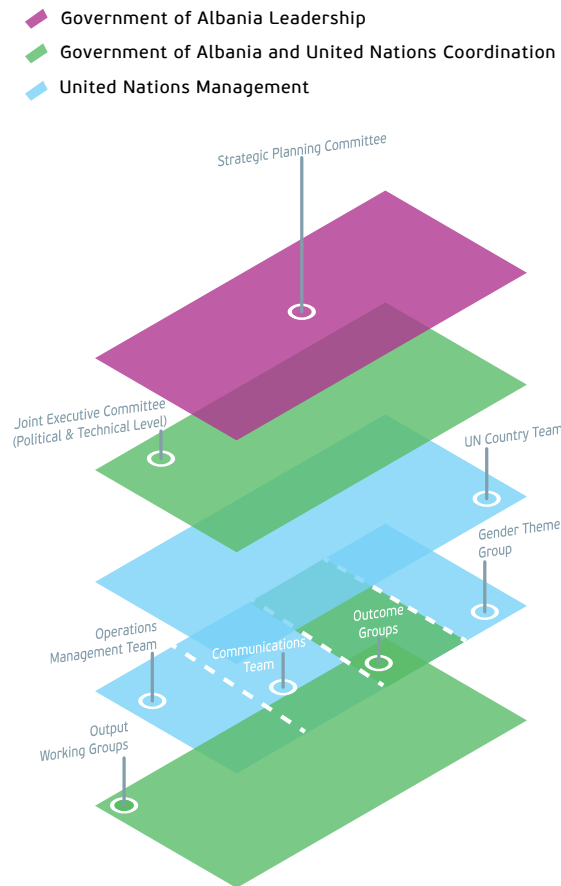 Government of Albania Leadership
Government of Albania and United Nations Coordination
United Nations Management
Strategic Planning Committee
Joint Executive Committee
(Political & Technical Level)
UN Country Team
Gender Theme
Group
Outcome
Groups
Operations
Management Team
Communications
Team
Output
Working Groups